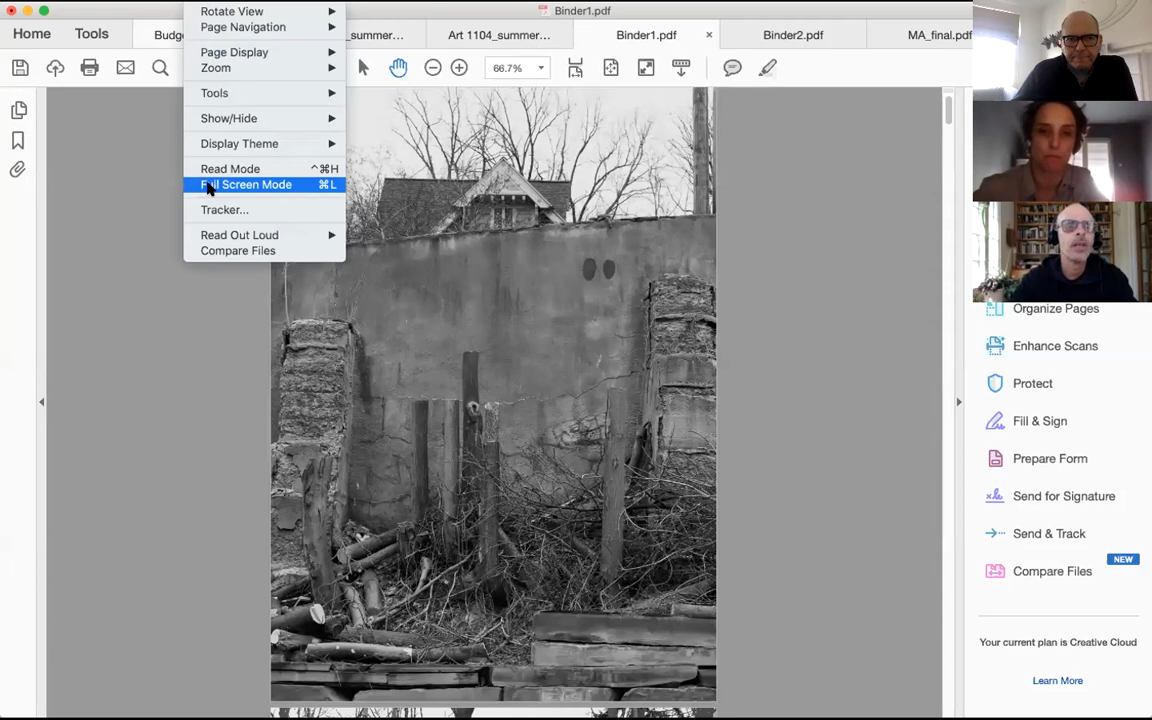 Rotate View
Page Navigation
Page Display
Zoom
Tools
Show/Hide
Display Theme
Read Mode ^⌘H
Full Screen Mode ⌘L
Tracker...
Read Out Loud
Compare Files
Binder1.pdf
Home Tools Budg _summer... Art 1104_summer... Binder1.pdf × Binder2.pdf MA_final.pdf
66.7%
Organize Pages
Enhance Scans
Protect
Fill & Sign
Prepare Form
Send for Signature
Send & Track
NEW
Compare Files
Your current plan is Creative Cloud
Learn More